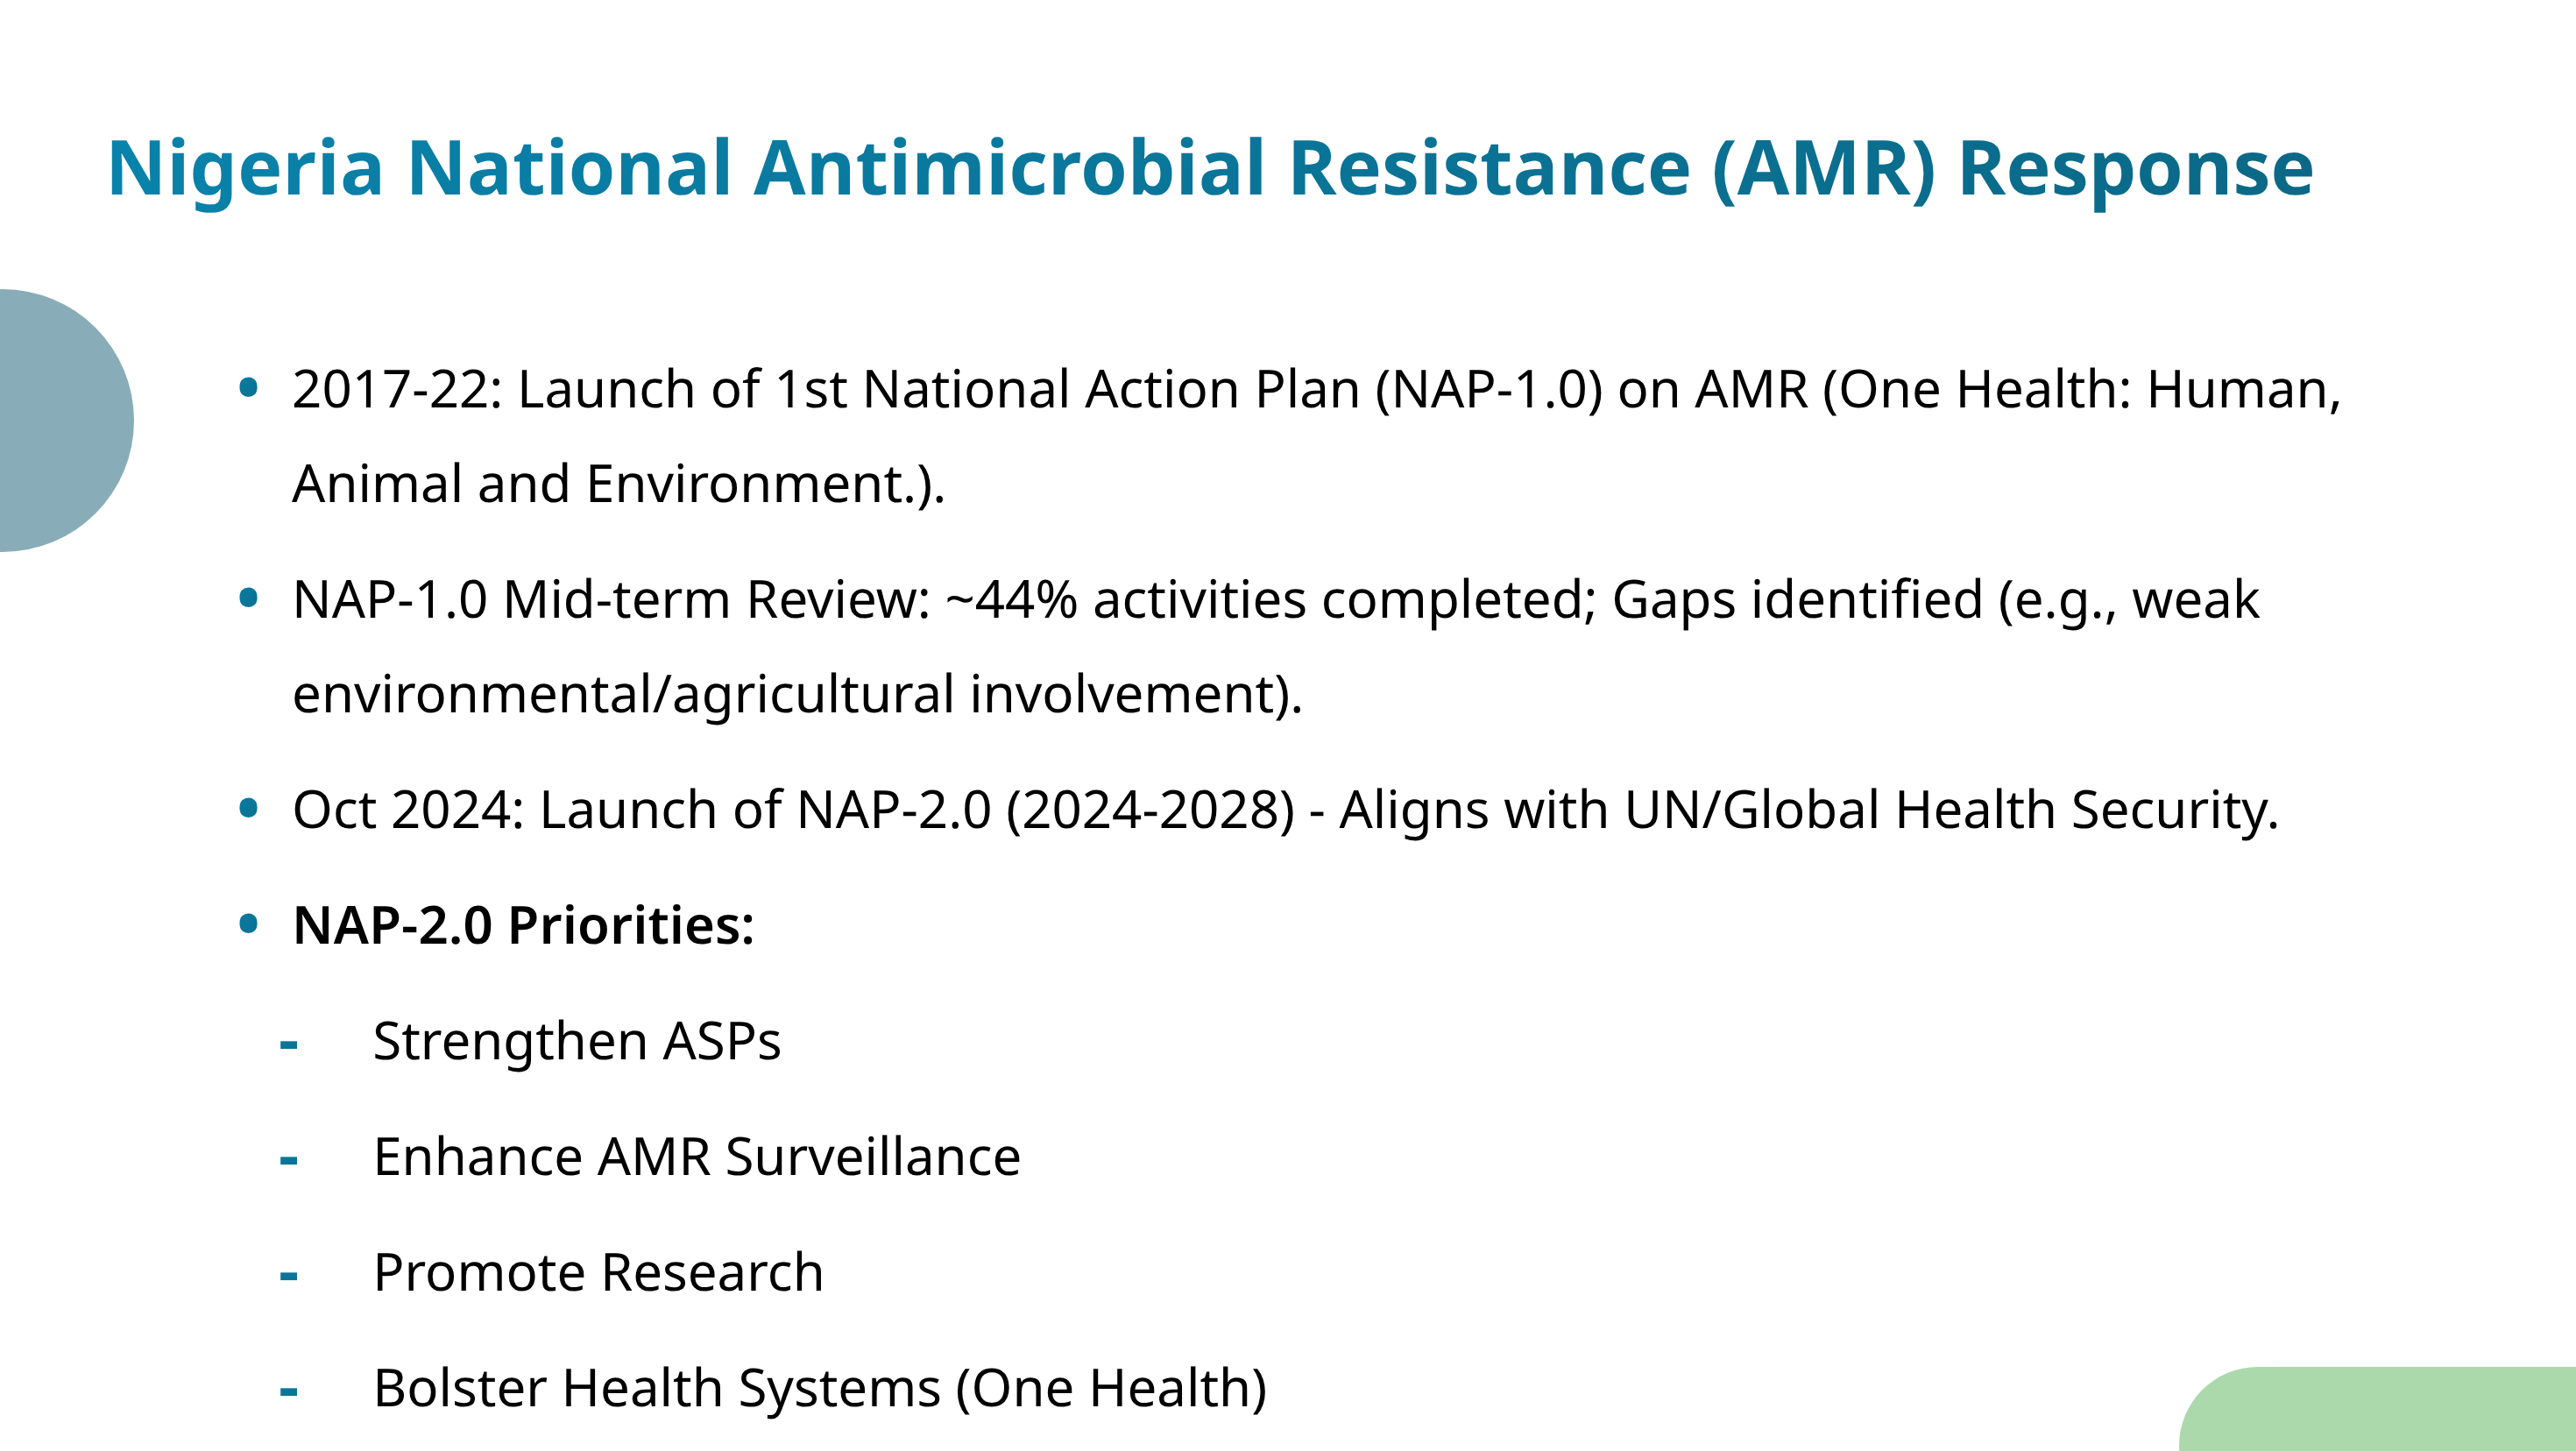 Nigeria National Antimicrobial Resistance (AMR) Response
• 2017-22: Launch of 1st National Action Plan (NAP-1.0) on AMR (One Health: Human,
Animal and Environment.).
• NAP-1.0 Mid-term Review: ~44% activities completed; Gaps identified (e.g., weak
environmental/agricultural involvement).
• Oct 2024: Launch of NAP-2.0 (2024-2028) - Aligns with UN/Global Health Security.
• NAP-2.0 Priorities:
- Strengthen ASPs
- Enhance AMR Surveillance
- Promote Research
- Bolster Health Systems (One Health)